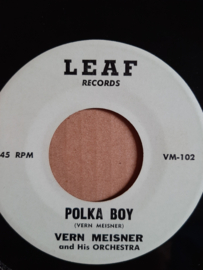 LEAF
RECORDS
45 RPM
VM-102
POLKA BOY
(VERN MEISNER)
VERN MEISNER
and His ORCHESTRA